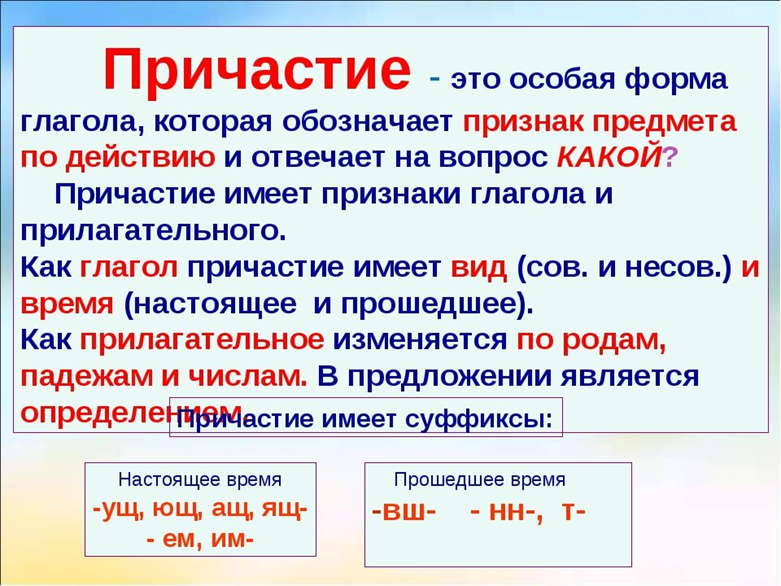 Причастие - это особая форма
глагола, которая обозначает признак предмета
по действию и отвечает на вопрос КАКОЙ?
Причастие имеет признаки глагола и
прилагательного.
Как глагол причастие имеет вид (сов. и несов.) и
время (настоящее и прошедшее).
Как прилагательное изменяется по родам,
падежам и числам. В предложении является
определением.
Причастие имеет суффиксы:
Настоящее время
-ущ, ющ, ащ, ящ-
- ем, им-
Прошедшее время
-вш- - нн-, т-